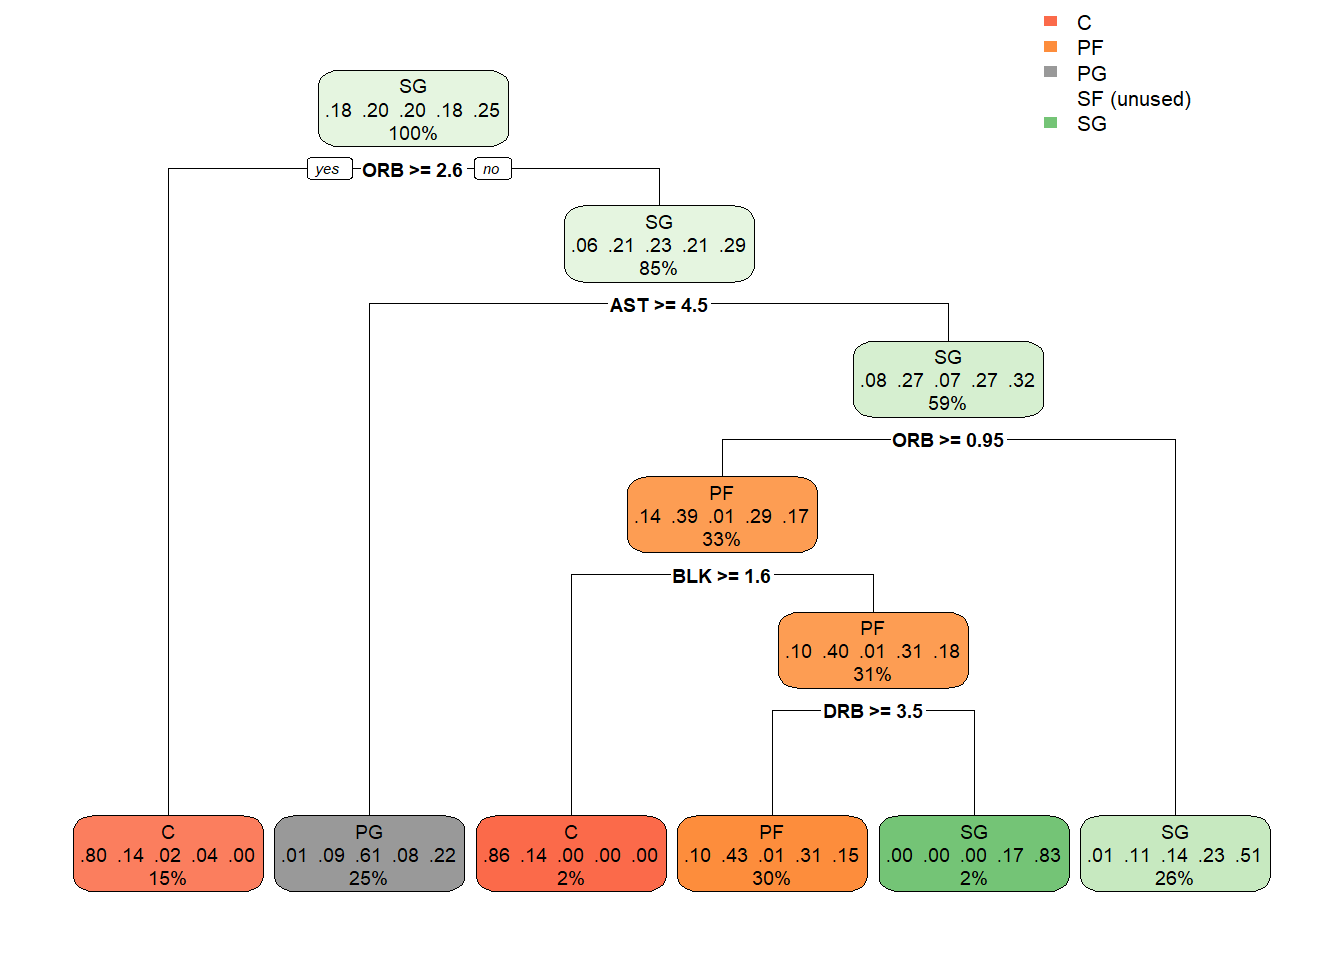 C
PF
PG
SF (unused)
SG
SG
.18 .20 .20 .18 .25
100%
yes ORB >= 2.6 no
SG
.06 .21 .23 .21 .29
85%
AST >= 4.5
SG
.08 .27 .07 .27 .32
59%
ORB >= 0.95
PF
.14 .39 .01 .29 .17
33%
BLK >= 1.6
PF
.10 .40 .01 .31 .18
31%
DRB >= 3.5
C
.80 .14 .02 .04 .00
15%
PG
.01 .09 .61 .08 .22
25%
C
.86 .14 .00 .00 .00
2%
PF
.10 .43 .01 .31 .15
30%
SG
.00 .00 .00 .17 .83
2%
SG
.01 .11 .14 .23 .51
26%